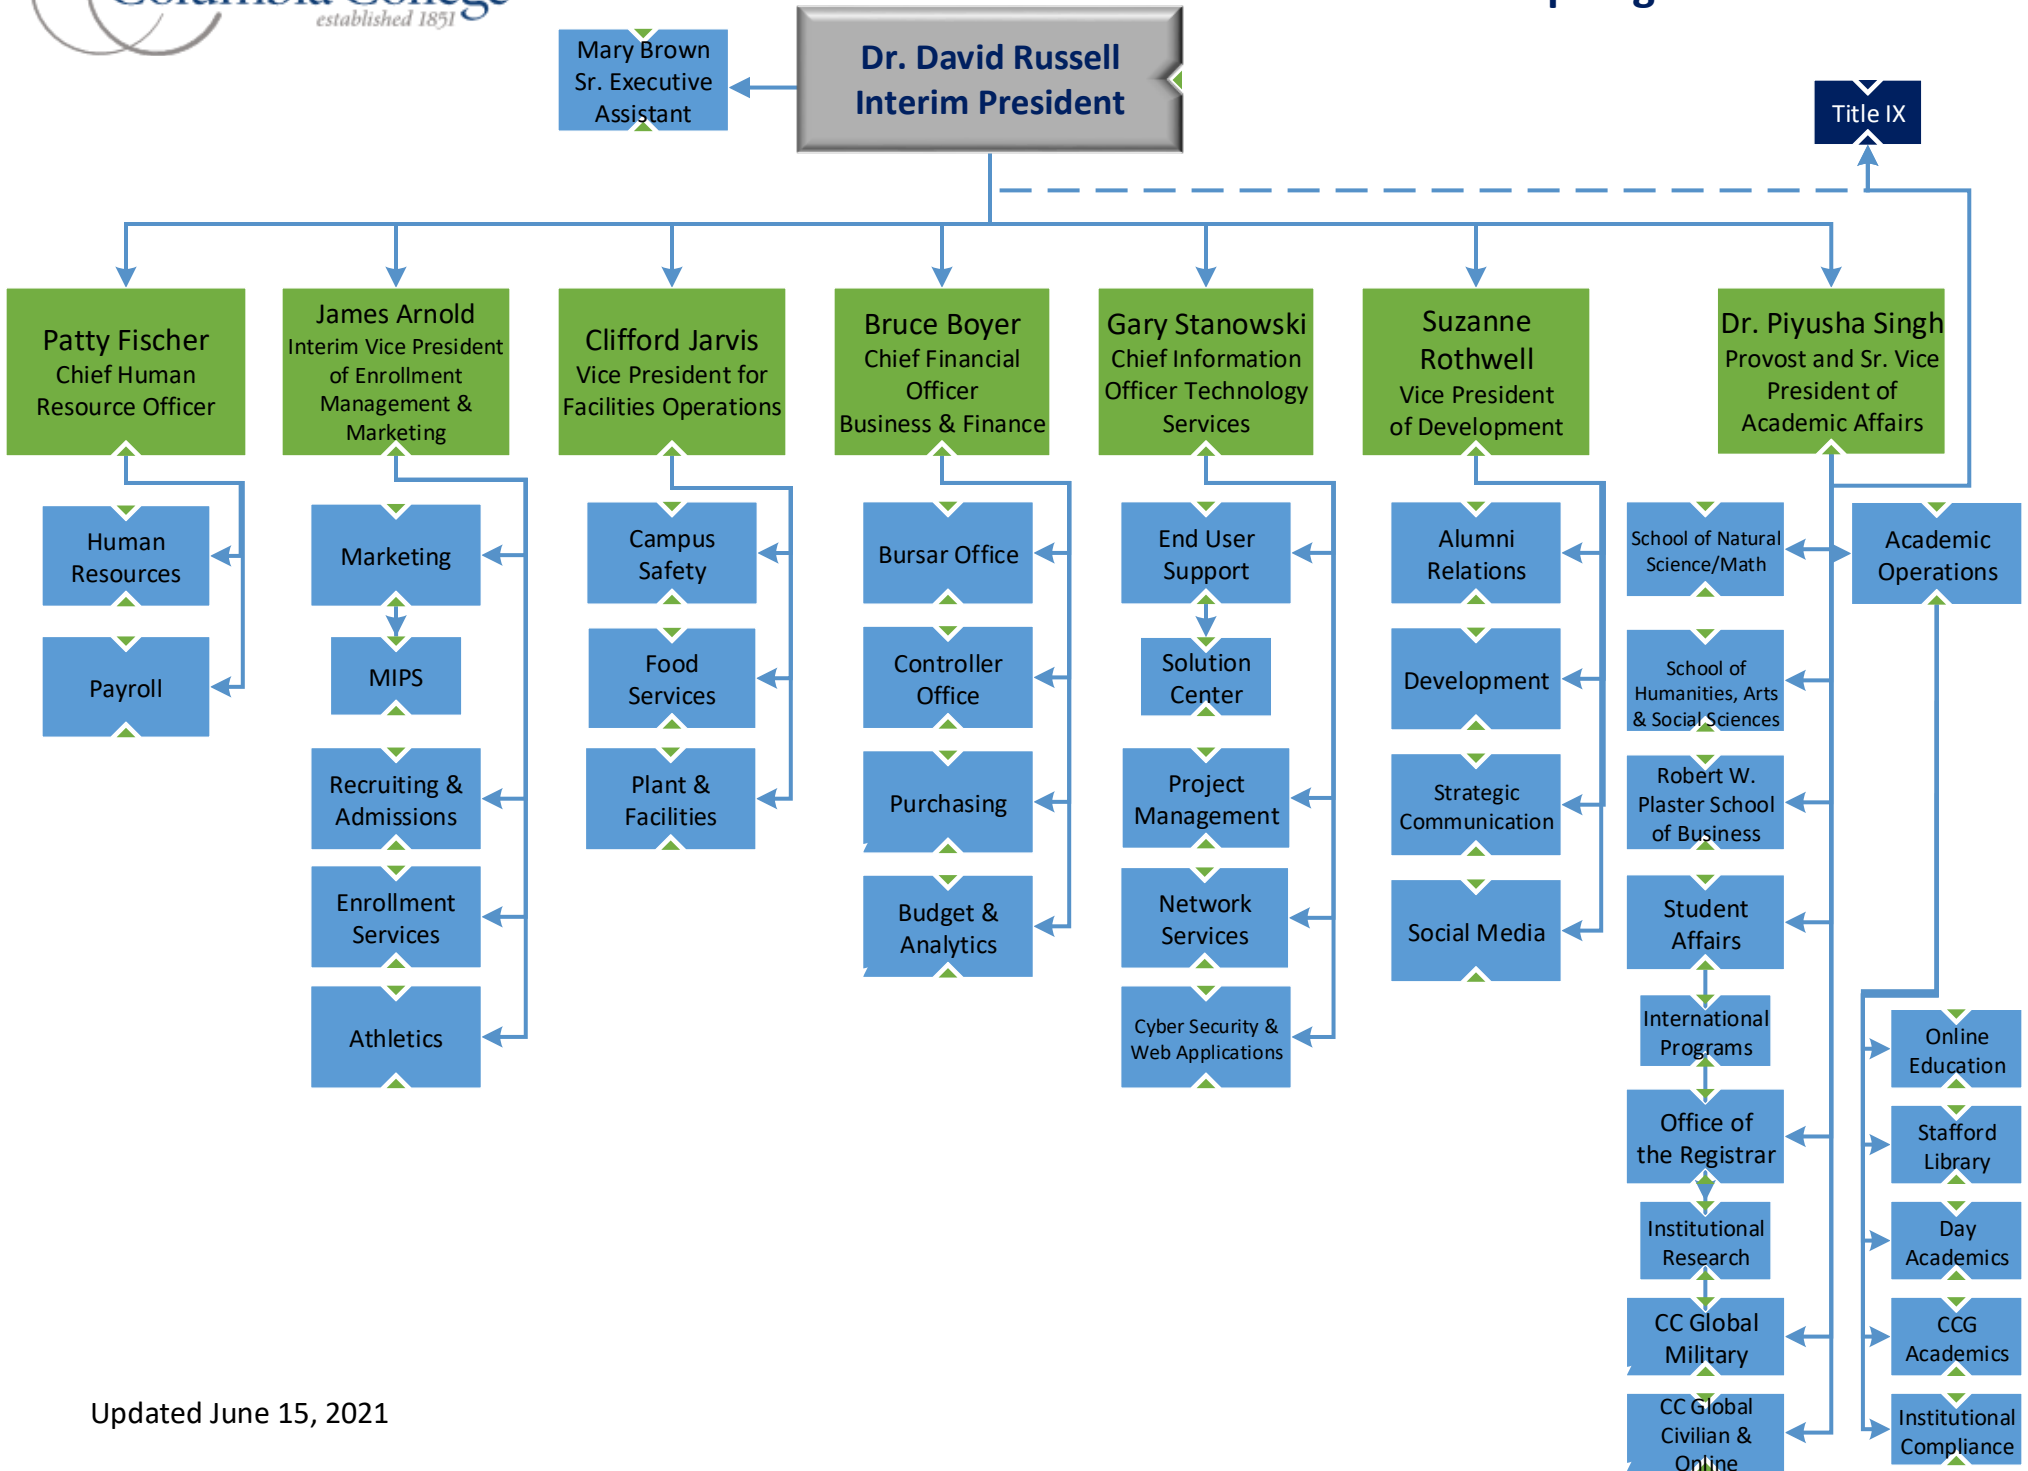 established 1851
Mary Brown
Sr. Executive
Assistant
Dr. David Russell
Interim President
Title IX
Patty Fischer
Chief Human
Resource Officer
James Arnold
Interim Vice President
of Enrollment
Management &
Marketing
Clifford Jarvis
Vice President for
Facilities Operations
Bruce Boyer
Chief Financial
Officer
Business & Finance
Gary Stanowski
Chief Information
Officer Technology
Services
Suzanne
Rothwell
Vice President
of Development
Dr. Piyusha Singh
Provost and Sr. Vice
President of
Academic Affairs
Human
Resources
Payroll
Marketing
MIPS
Recruiting &
Admissions
Enrollment
Services
Athletics
Campus
Safety
Food
Services
Plant &
Facilities
Bursar Office
Controller
Office
Purchasing
Budget &
Analytics
End User
Support
Solution
Center
Project
Management
Network
Services
Cyber Security &
Web Applications
Alumni
Relations
Development
Strategic
Communication
Social Media
School of Natural
Science/Math
School of
Humanities, Arts
& Social Sciences
Robert W.
Plaster School
of Business
Student
Affairs
International
Programs
Office of
the Registrar
Institutional
Research
CC Global
Military
CC Global
Civilian &
Online
Academic
Operations
Online
Education
Stafford
Library
Day
Academics
CCG
Academics
Institutional
Compliance
Updated June 15, 2021